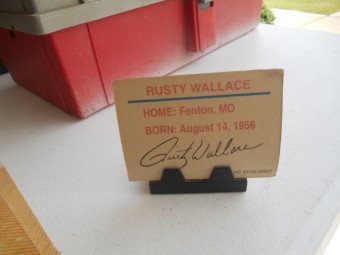 RUSTY WALLACE
HOME: Fenton, MO
BORN: August 14, 1956
Rusty Wallace